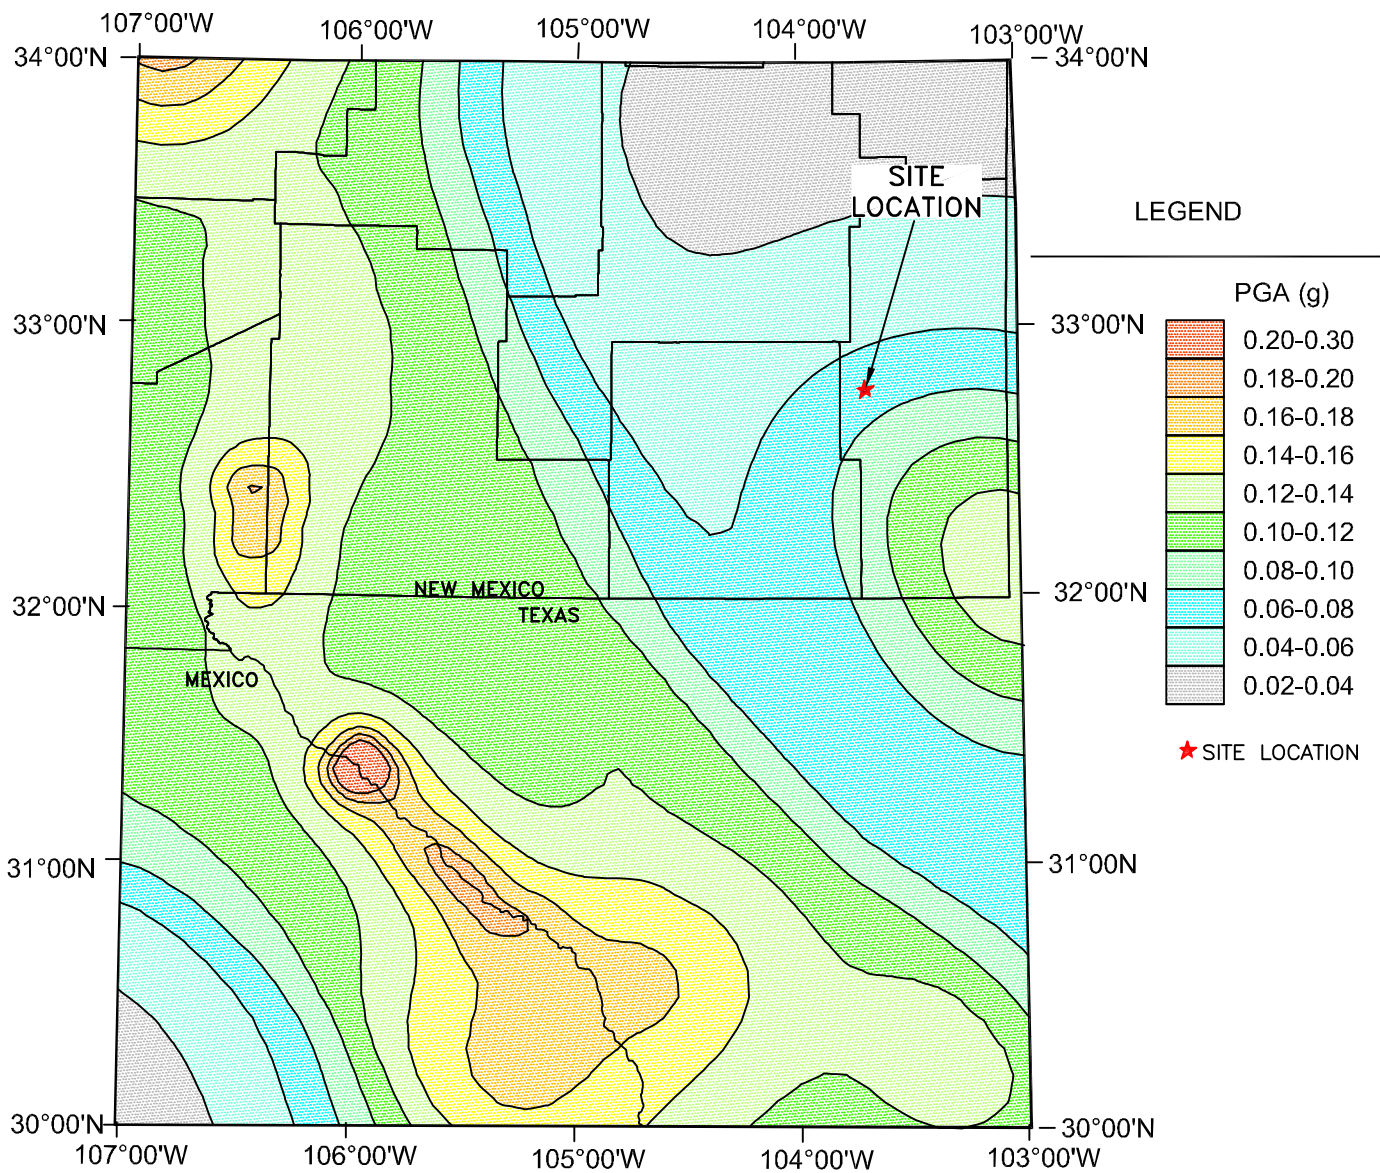 107°00'W
106°00'W
105°00'W
104°00'W
103°00'W
34°00'N
34°00'N
SITE
LOCATION
LEGEND
PGA (g)
33°00'N
33°00'N
0.20-0.30
0.18-0.20
0.16-0.18
0.14-0.16
0.12-0.14
0.10-0.12
0.08-0.10
0.06-0.08
0.04-0.06
0.02-0.04
NEW MEXICO
TEXAS
32°00'N
32°00'N
MEXICO
SITE LOCATION
31°00'N
31°00'N
30°00'N
30°00'N
107°00'W
106°00'W
105°00'W
104°00'W
103°00'W